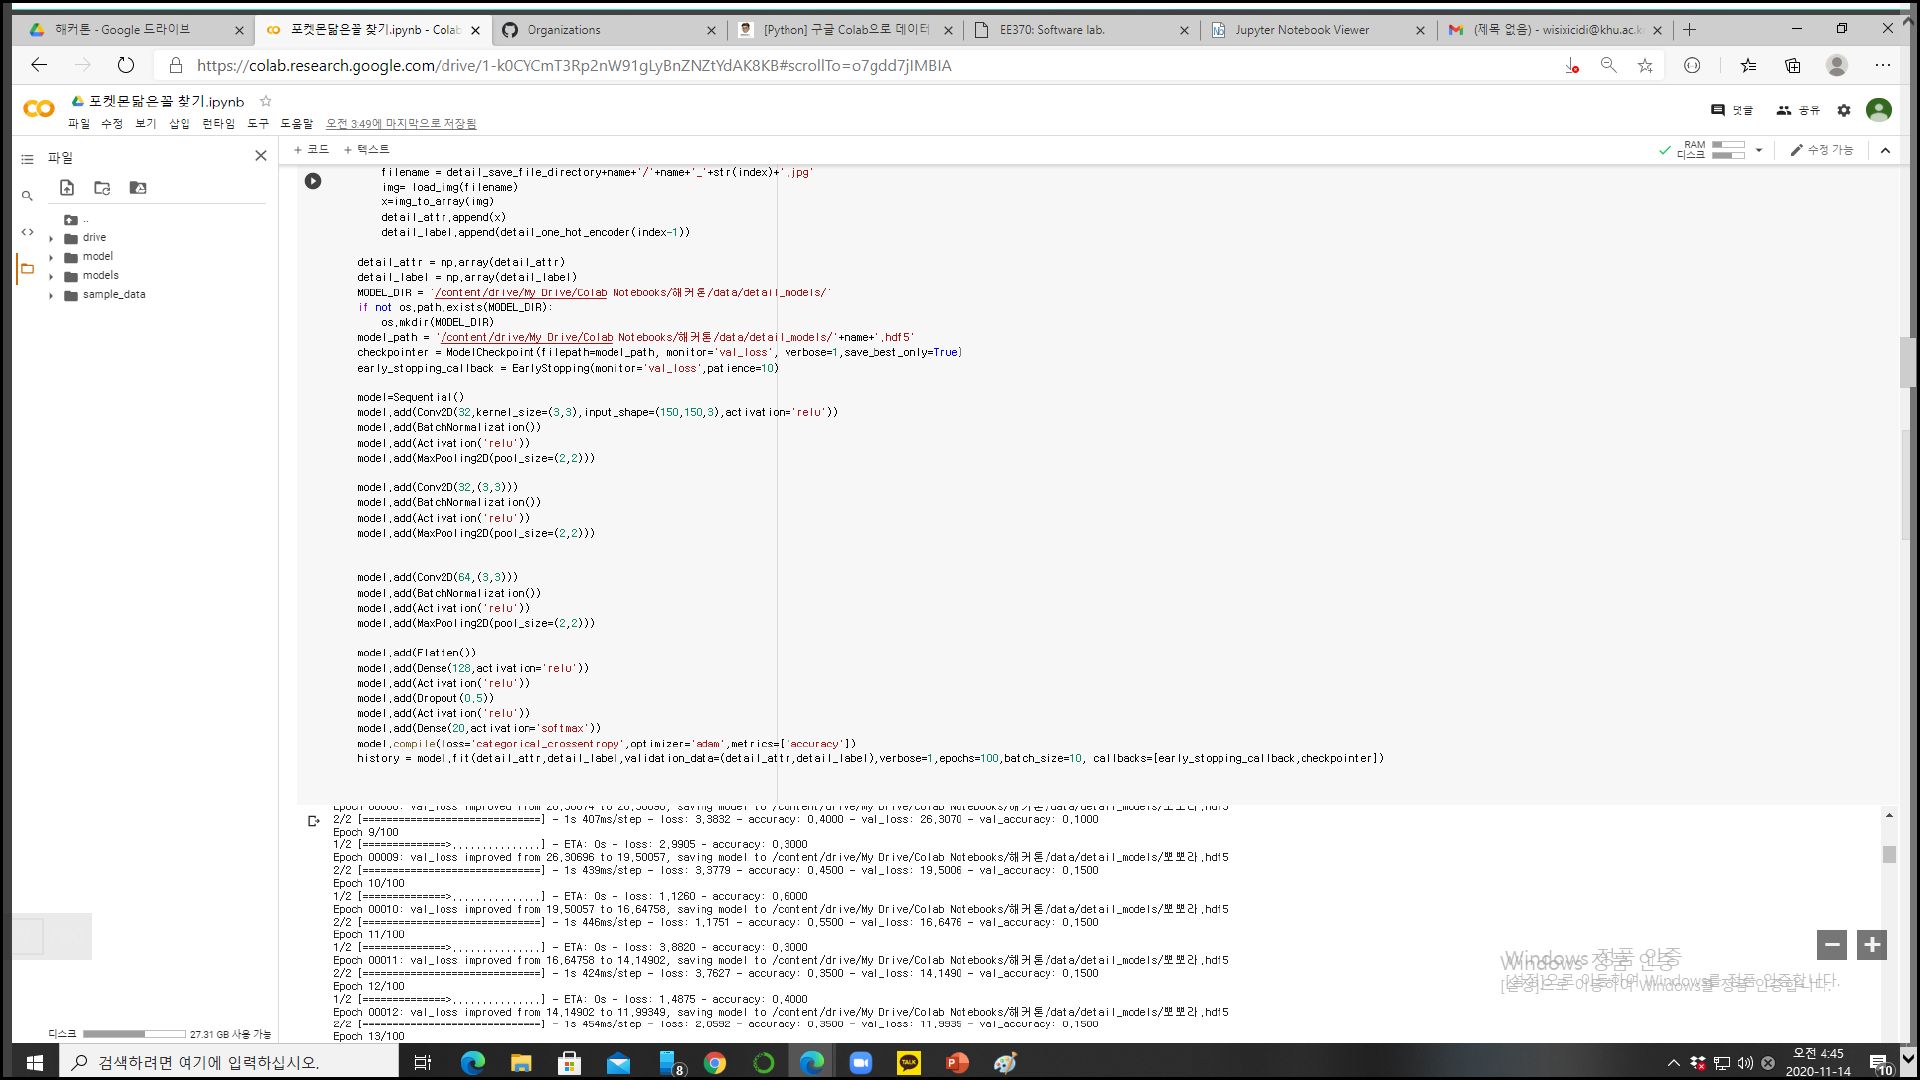 해커톤 - Google 드라이브
포켓몬닮은꼴 찾기.ipynb - Colab
Organizations
[Python] 구글 Colab으로 데이터
EE370: Software lab.
Jupyter Notebook Viewer
(제목 없음) - wisixicidi@khu.ac.k
https://colab.research.google.com/drive/1-k0CYCmT3Rp2nW91gLyBnZNZtYdAK8KB#scrollTo=o7gdd7jIMBIA
포켓몬닮은꼴 찾기.ipynb
댓글
공유
파일 수정 보기 삽입 런타임 도구 도움말 오전 3:49에 마지막으로 저장됨
파일
+ 코드 + 텍스트
RAM
디스크
수정 가능
..
drive
model
models
sample_data
filename = detail_save_file_directory+name+'/'+name+'_'+str(index)+'.jpg'
img= load_img(filename)
x=img_to_array(img)
detail_attr.append(x)
detail_label.append(detail_one_hot_encoder(index-1))
detail_attr = np.array(detail_attr)
detail_label = np.array(detail_label)
MODEL_DIR = '/content/drive/My Drive/Colab Notebooks/해커톤/data/detail_models/'
if not os.path.exists(MODEL_DIR):
os.mkdir(MODEL_DIR)
model_path = '/content/drive/My Drive/Colab Notebooks/해커톤/data/detail_models/'+name+'.hdf5'
checkpointer = ModelCheckpoint(filepath=model_path, monitor='val_loss', verbose=1,save_best_only=True)
early_stopping_callback = EarlyStopping(monitor='val_loss',patience=10)
model=Sequential()
model.add(Conv2D(32,kernel_size=(3,3),input_shape=(150,150,3),activation='relu'))
model.add(BatchNormalization())
model.add(Activation('relu'))
model.add(MaxPooling2D(pool_size=(2,2)))
model.add(Conv2D(32,(3,3)))
model.add(BatchNormalization())
model.add(Activation('relu'))
model.add(MaxPooling2D(pool_size=(2,2)))
model.add(Conv2D(64,(3,3)))
model.add(BatchNormalization())
model.add(Activation('relu'))
model.add(MaxPooling2D(pool_size=(2,2)))
model.add(Flatten())
model.add(Dense(128,activation='relu'))
model.add(Activation('relu'))
model.add(Dropout(0.5))
model.add(Activation('relu'))
model.add(Dense(20,activation='softmax'))
model.compile(loss='categorical_crossentropy',optimizer='adam',metrics=['accuracy'])
history = model.fit(detail_attr,detail_label,validation_data=(detail_attr,detail_label),verbose=1,epochs=100,batch_size=10, callbacks=[early_stopping_callback,checkpointer])
2/2 [==============================] - 1s 407ms/step - loss: 3.3832 - accuracy: 0.4000 - val_loss: 26.3070 - val_accuracy: 0.1000
Epoch 9/100
1/2 [==============>...............] - ETA: 0s - loss: 2.9905 - accuracy: 0.3000
Epoch 00009: val_loss improved from 26.30696 to 19.50057, saving model to /content/drive/My Drive/Colab Notebooks/해커톤/data/detail_models/뽀뽀라.hdf5
2/2 [==============================] - 1s 439ms/step - loss: 3.3779 - accuracy: 0.4500 - val_loss: 19.5006 - val_accuracy: 0.1500
Epoch 10/100
1/2 [==============>...............] - ETA: 0s - loss: 1.1260 - accuracy: 0.6000
Epoch 00010: val_loss improved from 19.50057 to 16.64758, saving model to /content/drive/My Drive/Colab Notebooks/해커톤/data/detail_models/뽀뽀라.hdf5
2/2 [==============================] - 1s 446ms/step - loss: 1.1751 - accuracy: 0.5500 - val_loss: 16.6476 - val_accuracy: 0.1500
Epoch 11/100
1/2 [==============>...............] - ETA: 0s - loss: 3.8820 - accuracy: 0.3000
Epoch 00011: val_loss improved from 16.64758 to 14.14902, saving model to /content/drive/My Drive/Colab Notebooks/해커톤/data/detail_models/뽀뽀라.hdf5
2/2 [==============================] - 1s 424ms/step - loss: 3.7627 - accuracy: 0.3500 - val_loss: 14.1490 - val_accuracy: 0.1500
Epoch 12/100
1/2 [==============>...............] - ETA: 0s - loss: 1.4875 - accuracy: 0.4000
Epoch 00012: val_loss improved from 14.14902 to 11.99349, saving model to /content/drive/My Drive/Colab Notebooks/해커톤/data/detail_models/뽀뽀라.hdf5
2/2 [==============================] - 1s 454ms/step - loss: 2.0592 - accuracy: 0.3500 - val_loss: 11.9935 - val_accuracy: 0.1500
Epoch 13/100
Windows 정품 인증
[설정]으로 이동하여 Windows를 정품 인증합니다.
디스크 27.31 GB 사용 가능
검색하려면 여기에 입력하십시오.
8
TALK
오전 4:45
2020-11-14
10